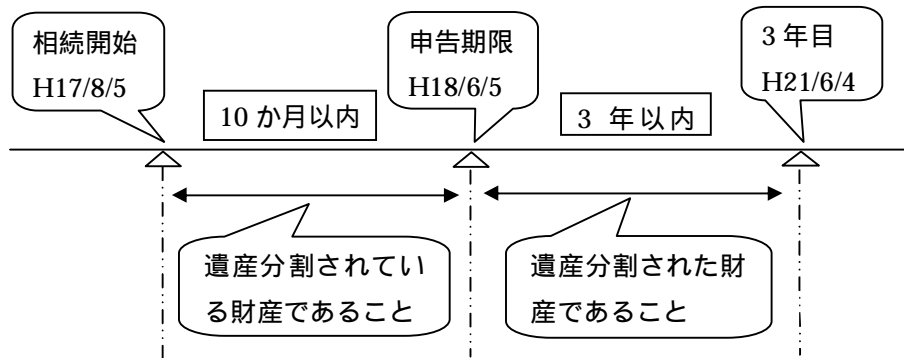 相続開始
H17/8/5
申告期限
H18/6/5
3 年目
H21/6/4
10 か月以内
3 年以内
遺産分割されてい
る財産であること
遺産分割された財
産であること